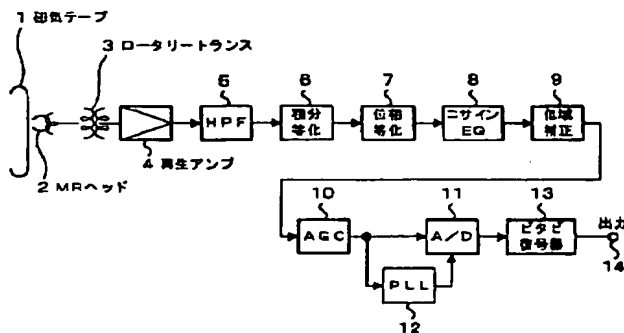 1 磁気テープ
3 ロータリートランス
2 MRヘッド
4 再生アンプ
5
HPF
6
積分
等化
7
位相
等化
8
コサイン
EQ
9
低域
補正
10
AGC
11
A/D
12
PLL
13
ビタビ
復号器
出力
14